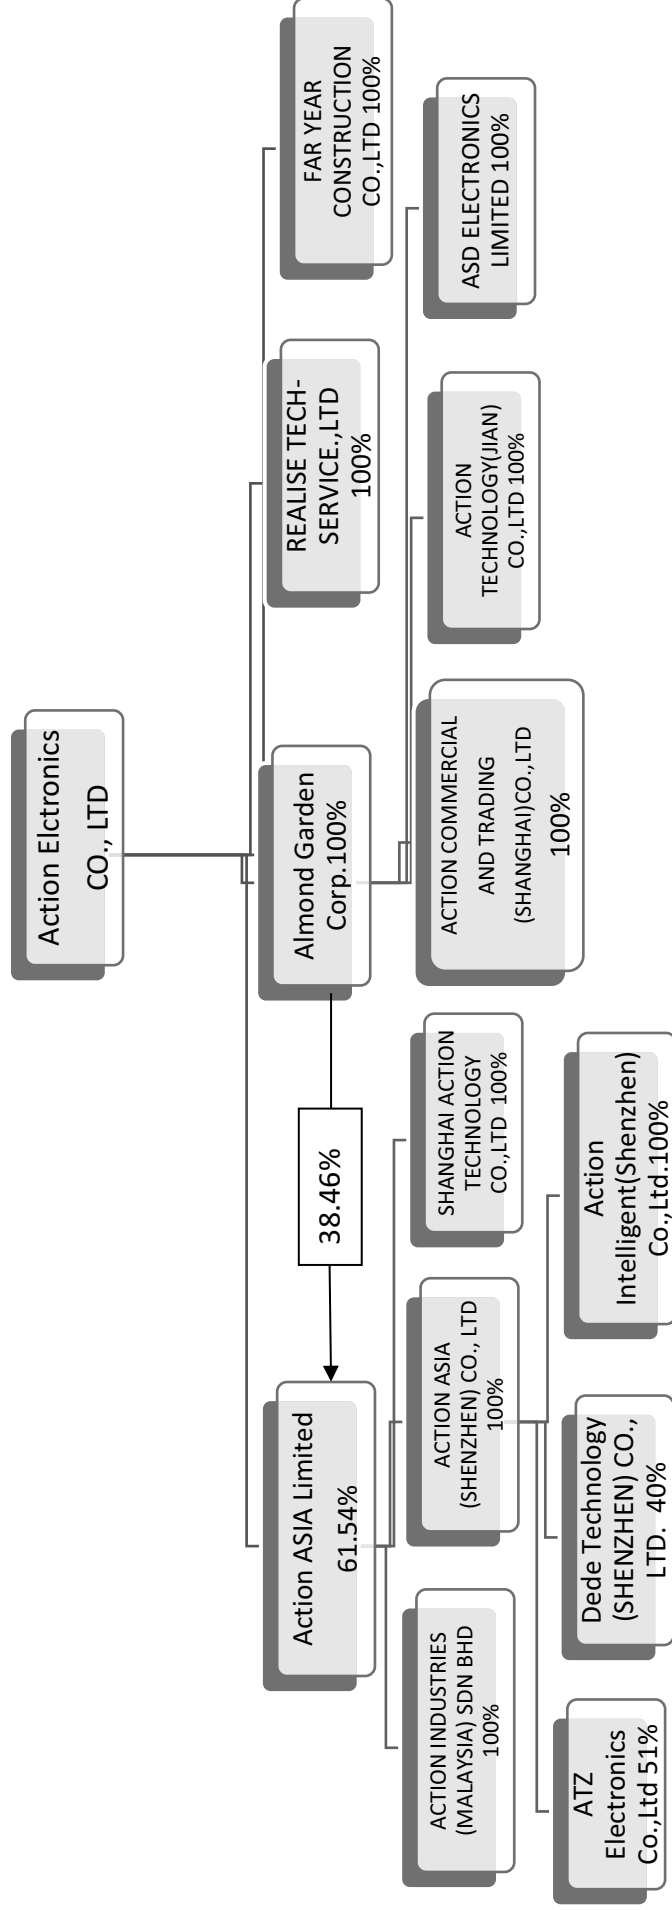 Action Elctronics
CO., LTD
Action ASIA Limited
61.54%
38.46%
Almond Garden
Corp.100%
REALISE TECH-
SERVICE.,LTD
100%
FAR YEAR
CONSTRUCTION
CO.,LTD 100%
ACTION INDUSTRIES
(MALAYSIA) SDN BHD
100%
ACTION ASIA
(SHENZHEN) CO., LTD
100%
SHANGHAI ACTION
TECHNOLOGY
CO.,LTD 100%
ACTION COMMERCIAL
AND TRADING
(SHANGHAI)CO.,LTD
100%
ACTION
TECHNOLOGY(JIAN)
CO.,LTD 100%
ASD ELECTRONICS
LIMITED 100%
ATZ
Electronics
Co.,Ltd 51%
Dede Technology
(SHENZHEN) CO.,
LTD. 40%
Action
Intelligent(Shenzhen)
Co.,Ltd.100%